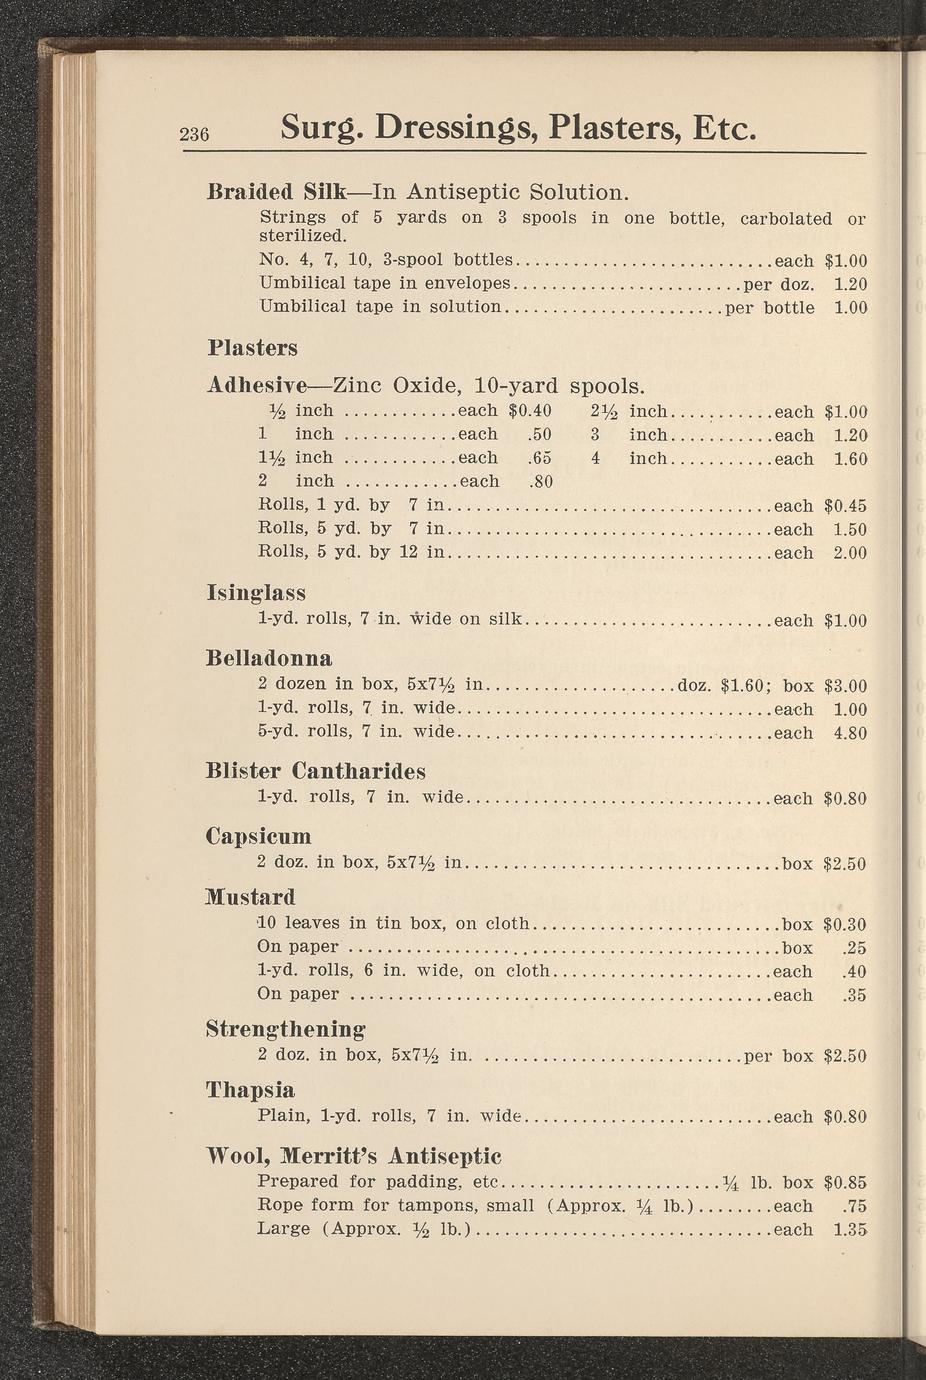 236 Surg. Dressings, Plasters, Etc.
Braided Silk—In Antiseptic Solution.
Strings of 5 yards on 3 spools in one bottle, carbolated or
sterilized.
No. 4, 7, 10, 3-spool bottles..........................each $1.00
Umbilical tape in envelopes........................per doz. 1.20
Umbilical tape in solution.......................per bottle 1.00
Plasters
Adhesive—Zinc Oxide, 10-yard spools.
½ inch ............each $0.40 2½ inch...........each $1.00
1 inch ............each .50 3 inch...........each 1.20
1½ inch ............each .65 4 inch...........each 1.60
2 inch ............each .80
Rolls, 1 yd. by 7 in.................................each $0.45
Rolls, 5 yd. by 7 in.................................each 1.50
Rolls, 5 yd. by 12 in.................................each 2.00
Isinglass
1-yd. rolls, 7 in. wide on silk.........................each $1.00
Belladonna
2 dozen in box, 5x7½ in....................doz. $1.60; box $3.00
1-yd. rolls, 7 in. wide................................each 1.00
5-yd. rolls, 7 in. wide................................each 4.80
Blister Cantharides
1-yd. rolls, 7 in. wide...............................each $0.80
Capsicum
2 doz. in box, 5x7½ in................................box $2.50
Mustard
10 leaves in tin box, on cloth.........................box $0.30
On paper ............................................box .25
1-yd. rolls, 6 in. wide, on cloth......................each .40
On paper ...........................................each .35
Strengthening
2 doz. in box, 5x7½ in. ..........................per box $2.50
Thapsia
Plain, 1-yd. rolls, 7 in. wide.........................each $0.80
Wool, Merritt's Antiseptic
Prepared for padding, etc.......................¼ lb. box $0.85
Rope form for tampons, small (Approx. ¼ lb.)........each .75
Large (Approx. ½ lb.)..............................each 1.35